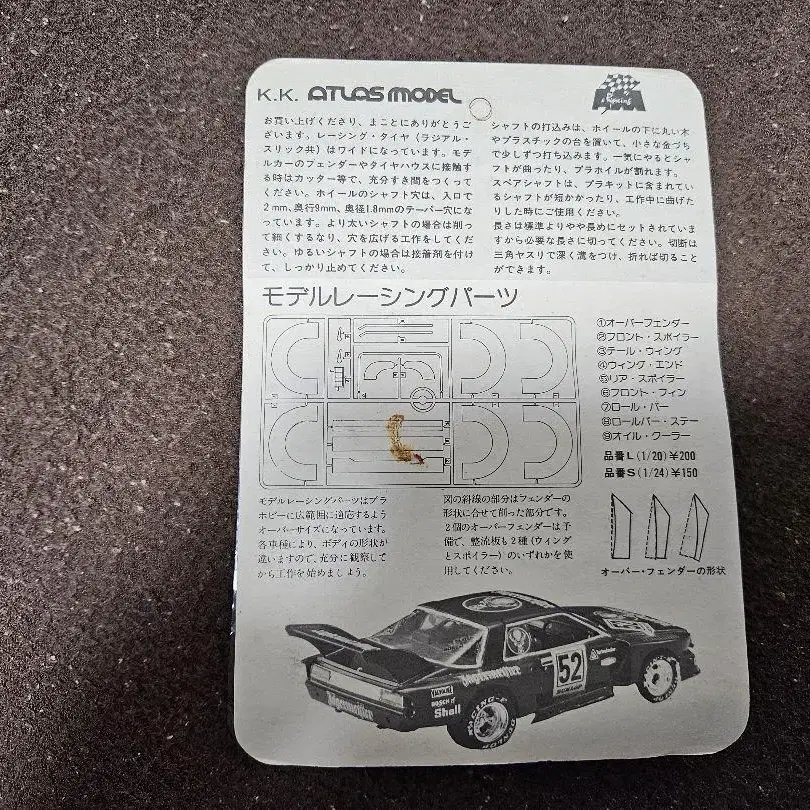 K.K. ATLAS MODEL
Special
お買い上げくださり、まことにありがとうご
ざいます。レーシング・タイヤ（ラジアル・
スリック共）はワイドになっています。モデ
ルカーのフェンダーやタイヤハウスに接触す
る時はカッター等で、充分すき間をつくって
ください。ホイールのシャフト穴は、入口で
2mm、奥行9mm、奥径1.8mmのテーパー穴にな
っています。より太いシャフトの場合は削っ
て細くするなり、穴を広げる工作をしてくだ
さい。ゆるいシャフトの場合は接着剤を付け
て、しっかり止めてください。
シャフトの打込みは、ホイールの下に丸い木
やプラスチックの台を置いて、小さな金づち
で少しずつ打ち込みます。一気にやるとシャ
フトが曲ったり、プラホイルが割れます。
スペアシャフトは、プラキットに含まれてい
るシャフトが短かかったり、工作中に曲げた
りした時にご使用ください。
長さは標準よりやや長めにセットされていま
すから必要な長さに切ってください。切断は
三角ヤスリで深く溝をつけ、折れば切ること
ができます。
モデルレーシングパーツ
①オーバーフェンダー
②フロント・スポイラー
③テール・ウィング
④ウィング・エンド
⑤リア・スポイラー
⑥フロント・フィン
⑦ロール・バー
⑧ロールバー・ステー
⑨オイル・クーラー
品番L（1/20）¥200
品番S（1/24）¥150
モデルレーシングパーツはプラ
ホビーに広範囲に適応するよう
オーバーサイズになっています。
各車種により、ボディの形状が
違いますので、充分に観察して
から工作を始めましょう。
図の斜線の部分はフェンダーの
形状に合せて削った部分です。
2個のオーバーフェンダーは予
備で、整流板も2種（ウィング
とスポイラー）のいずれかを使
用してください。
オーバー・フェンダーの形状
52
DUNLOP
Jägermeister
BOSCH
Shell
Jägermeister
RACING
DUNLOP